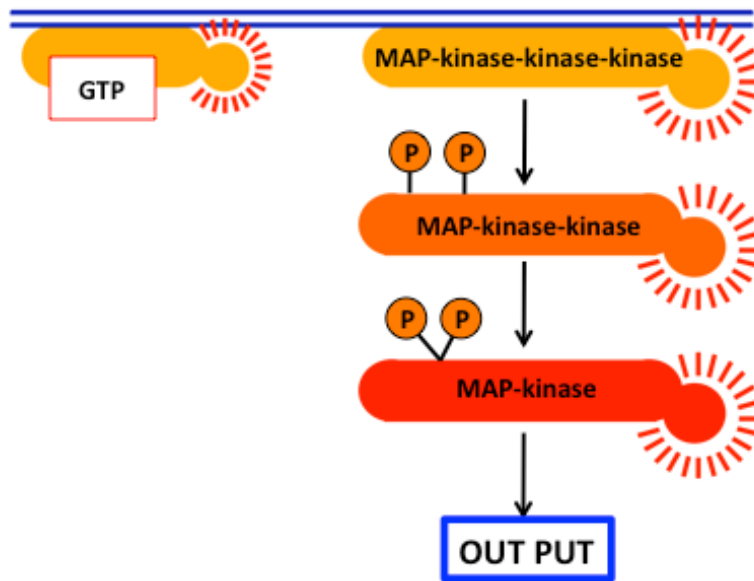 MAP-kinase-kinase-kinase
GTP
P P
MAP-kinase-kinase
P P
MAP-kinase
OUT PUT